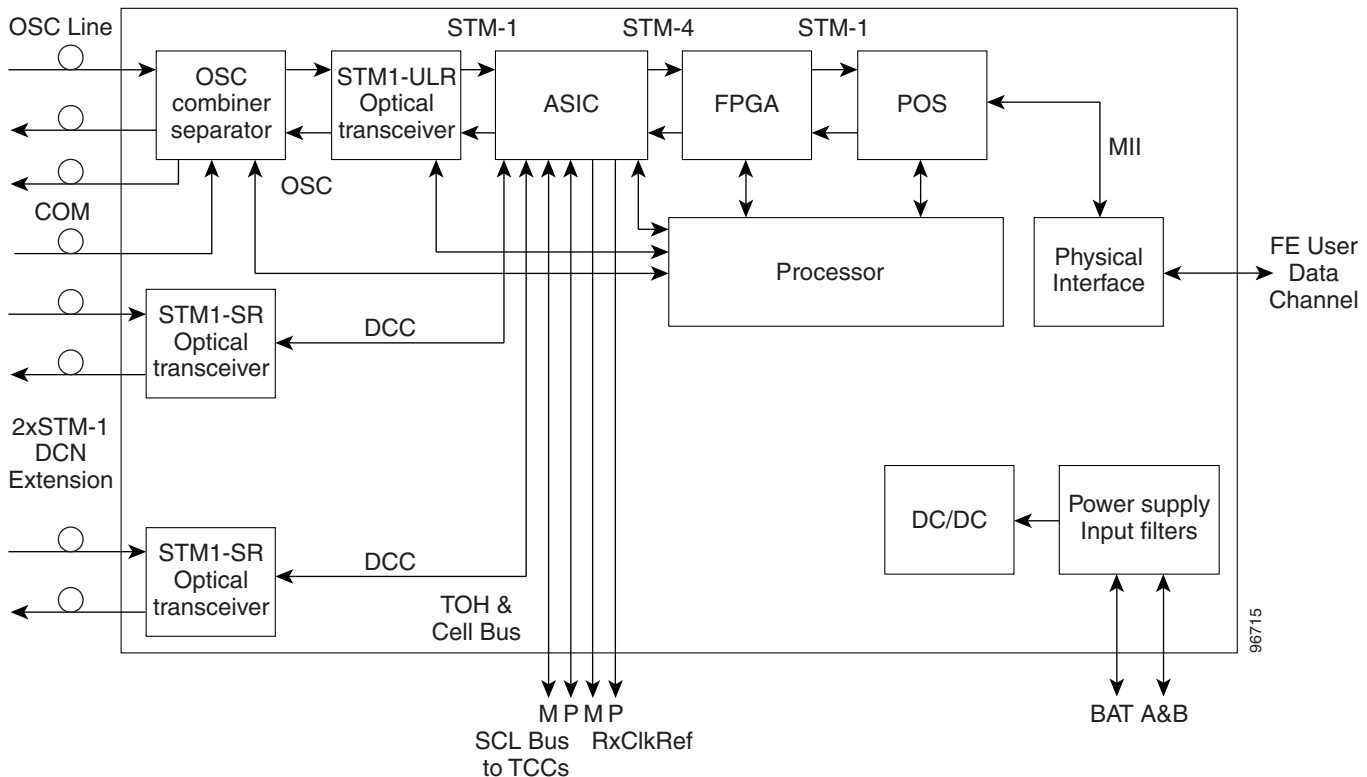 OSC Line
STM-1
STM-4
STM-1
OSC
combiner
separator
STM1-ULR
Optical
transceiver
ASIC
FPGA
POS
MII
OSC
COM
Processor
Physical
Interface
FE User
Data
Channel
STM1-SR
Optical
transceiver
DCC
2xSTM-1
DCN
Extension
DC/DC
Power supply
Input filters
STM1-SR
Optical
transceiver
DCC
TOH &
Cell Bus
96715
M P M P
BAT A&B
SCL Bus
to TCCs
RxClkRef